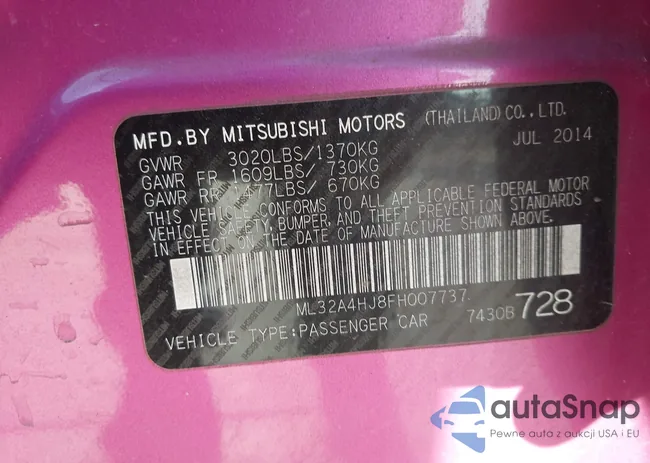 MFD.BY MITSUBISHI MOTORS (THAILAND)CO.,LTD.
JUL 2014
GVWR 3020LBS/1370KG
GAWR FR 1609LBS/ 730KG
GAWR RR 1477LBS/ 670KG
THIS VEHICLE CONFORMS TO ALL APPLICABLE FEDERAL MOTOR
VEHICLE SAFETY,BUMPER,AND THEFT PREVENTION STANDARDS
IN EFFECT ON THE DATE OF MANUFACTURE SHOWN ABOVE.
ML32A4HJ8FH007737
VEHICLE TYPE:PASSENGER CAR 7430B 728
autaSnap
Pewne auta z aukcji USA i EU